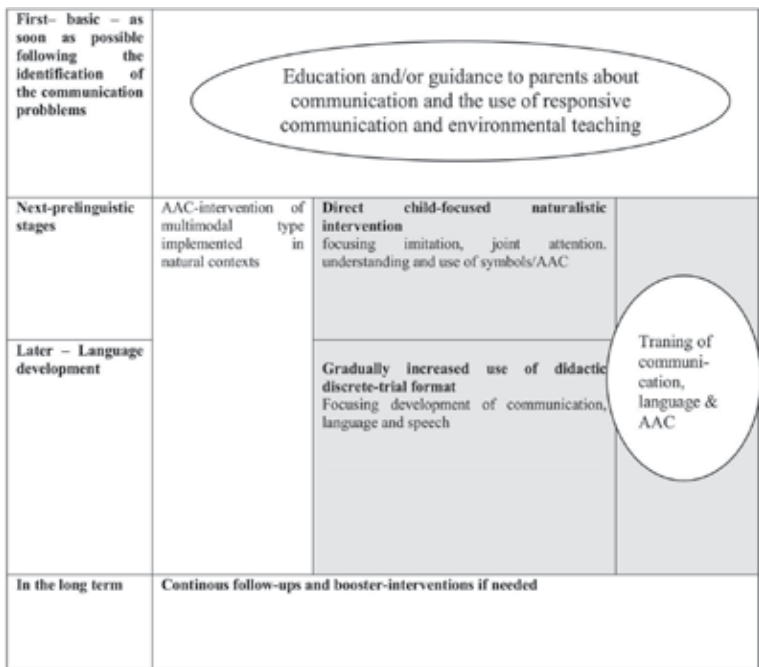 First– basic – as
soon as possible
following the
identification of
the communication
probblems
Education and/or guidance to parents about
communication and the use of responsive
communication and environmental teaching
Next-prelinguistic
stages
AAC-intervention of
multimodal type
implemented in
natural contexts
Direct child-focused naturalistic
intervention
focusing imitation, joint attention.
understanding and use of symbols/AAC
Later – Language
development
Gradually increased use of didactic
discrete-trial format
Focusing development of communication,
language and speech
Traning of
communi-
cation,
language &
AAC
In the long term
Continous follow-ups and booster-interventions if needed